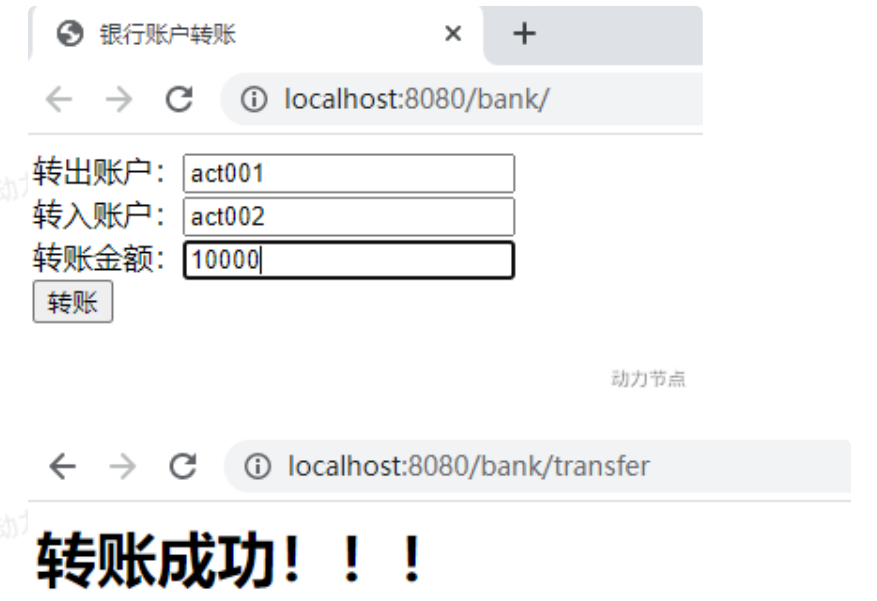 银行账户转账
localhost:8080/bank/
转出账户：act001
转入账户：act002
转账金额：10000
转账
动力节点
localhost:8080/bank/transfer
转账成功！！！